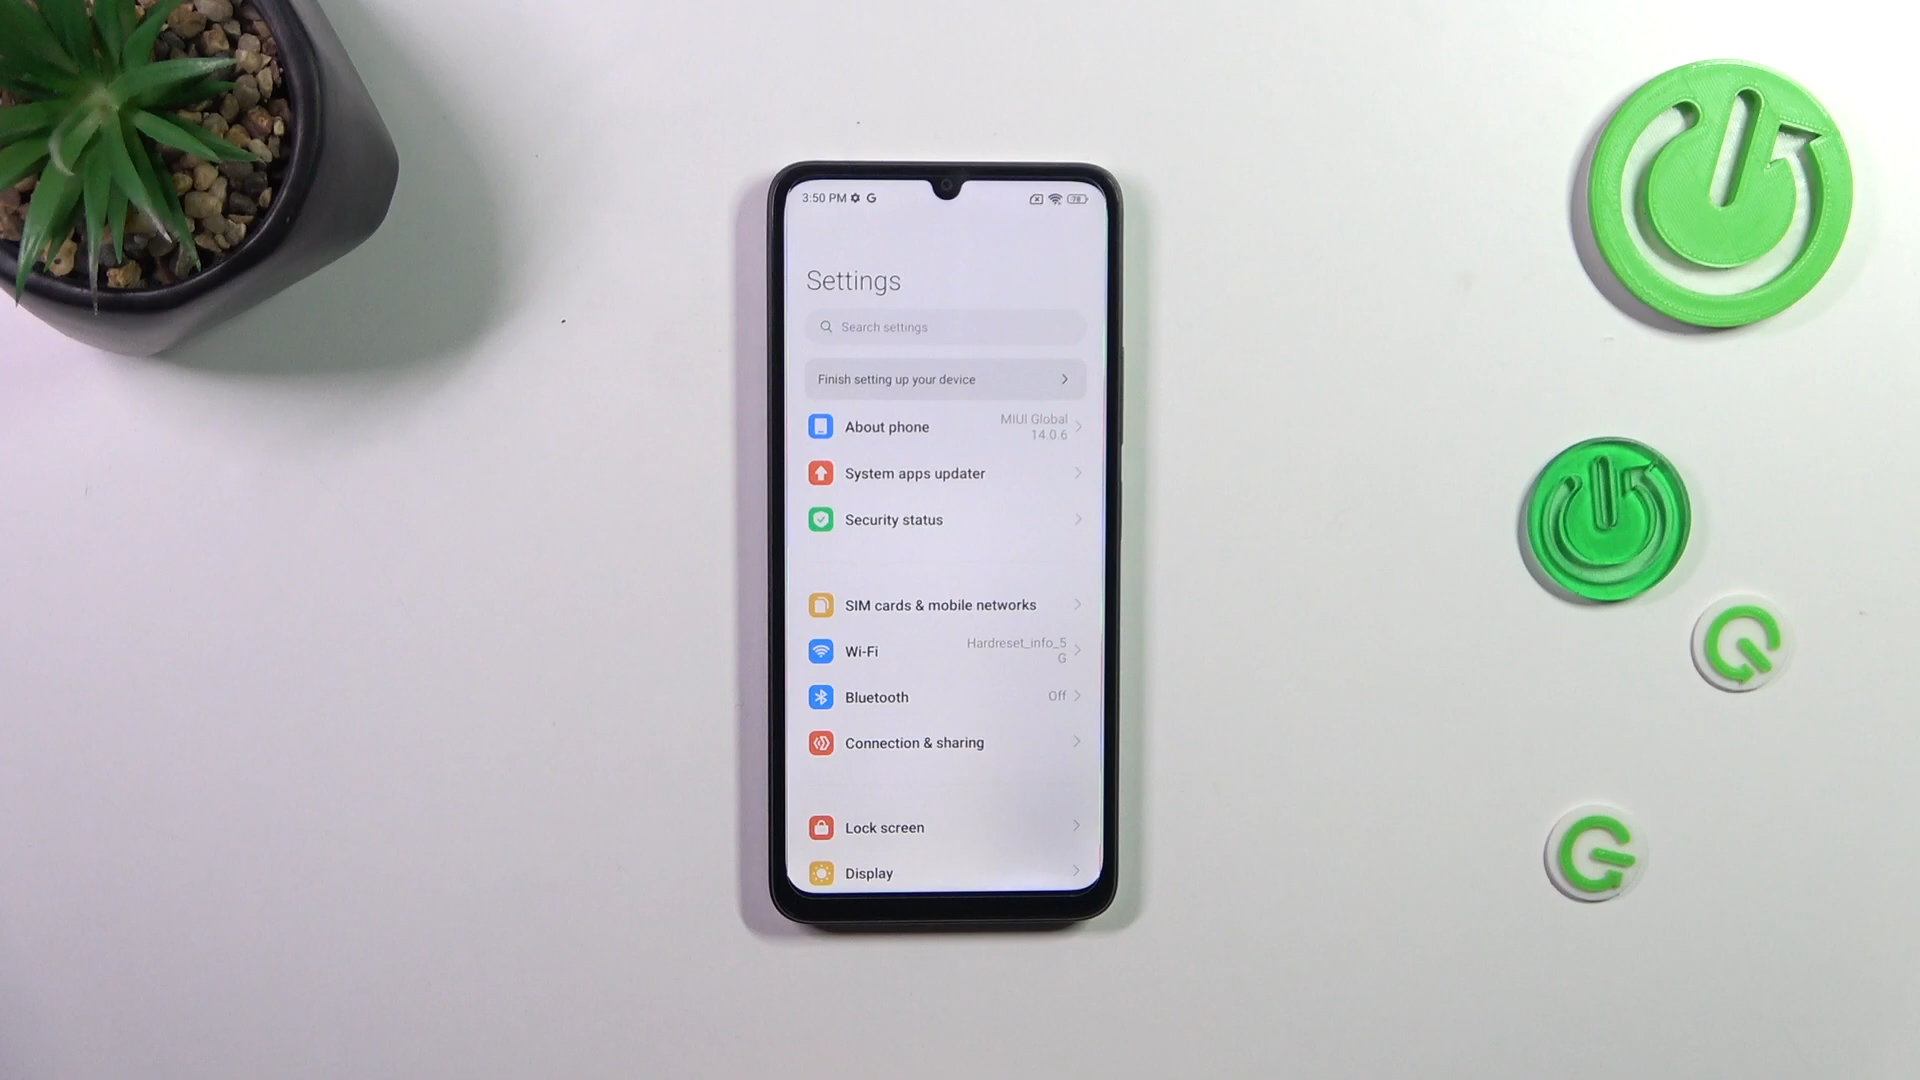 3:50 PM
Settings
Search settings
Finish setting up your device
About phone
MIUI Global
14.0.6
System apps updater
Security status
SIM cards & mobile networks
Wi-Fi
Hardreset_info_5
G
Bluetooth
Off
Connection & sharing
Lock screen
Display